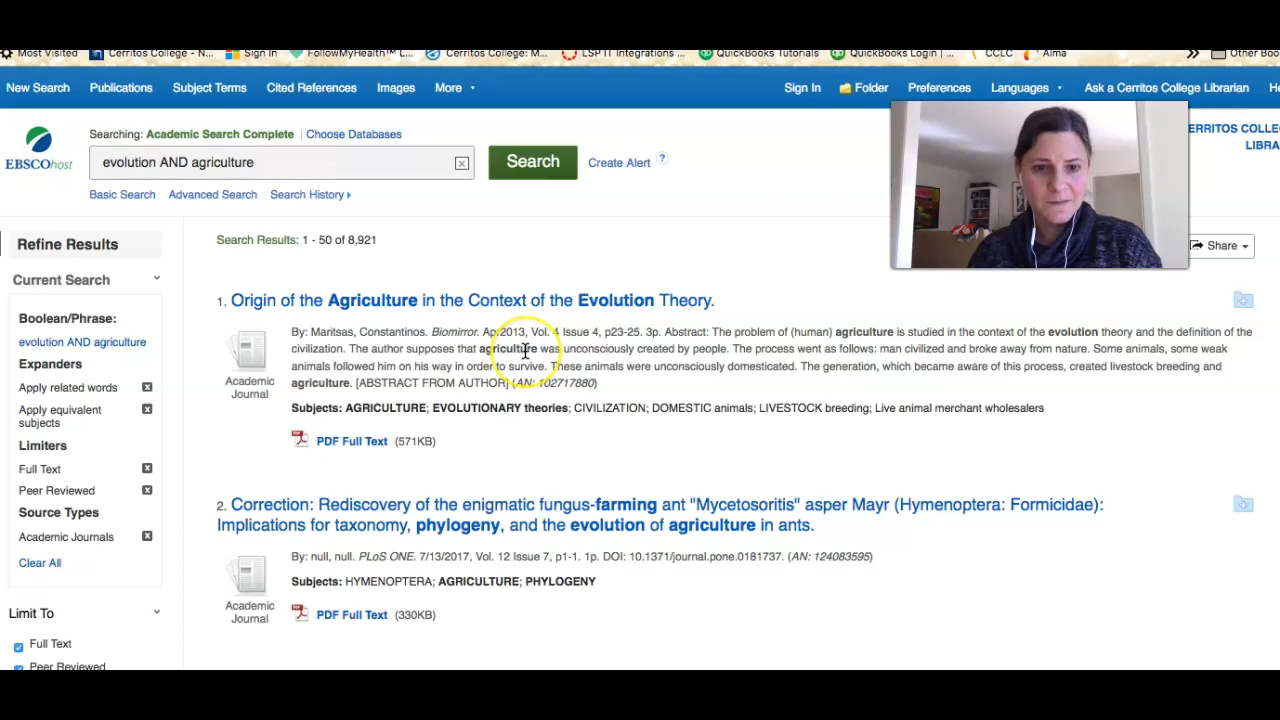 Most Visited Cerritos College - N... Sign In FollowMyHealth™ L... Cerritos College: M... LSPTT Integrations ... QuickBooks Tutorials QuickBooks Login | ... CCLC Alma Other Boo
New Search Publications Subject Terms Cited References Images More Sign In Folder Preferences Languages Ask a Cerritos College Librarian He
Searching: Academic Search Complete Choose Databases
CERRITOS COLLE
LIBRA
EBSCOhost
evolution AND agriculture
Search Create Alert ?
Basic Search Advanced Search Search History
Refine Results
Search Results: 1 - 50 of 8,921
Share
Current Search
Boolean/Phrase:
evolution AND agriculture
Expanders
Apply related words
Apply equivalent
subjects
Limiters
Full Text
Peer Reviewed
Source Types
Academic Journals
Clear All
Limit To
Full Text
Peer Reviewed
1. Origin of the Agriculture in the Context of the Evolution Theory.
Academic
Journal
By: Maritsas, Constantinos. Biomirror. Apr2013, Vol. 4 Issue 4, p23-25. 3p. Abstract: The problem of (human) agriculture is studied in the context of the evolution theory and the definition of the
civilization. The author supposes that agriculture was unconsciously created by people. The process went as follows: man civilized and broke away from nature. Some animals, some weak
animals followed him on his way in order to survive. These animals were unconsciously domesticated. The generation, which became aware of this process, created livestock breeding and
agriculture. [ABSTRACT FROM AUTHOR] (AN: 102717880)
Subjects: AGRICULTURE; EVOLUTIONARY theories; CIVILIZATION; DOMESTIC animals; LIVESTOCK breeding; Live animal merchant wholesalers
PDF Full Text (571KB)
2. Correction: Rediscovery of the enigmatic fungus-farming ant "Mycetosoritis" asper Mayr (Hymenoptera: Formicidae):
Implications for taxonomy, phylogeny, and the evolution of agriculture in ants.
Academic
Journal
By: null, null. PLoS ONE. 7/13/2017, Vol. 12 Issue 7, p1-1. 1p. DOI: 10.1371/journal.pone.0181737. (AN: 124083595)
Subjects: HYMENOPTERA; AGRICULTURE; PHYLOGENY
PDF Full Text (330KB)